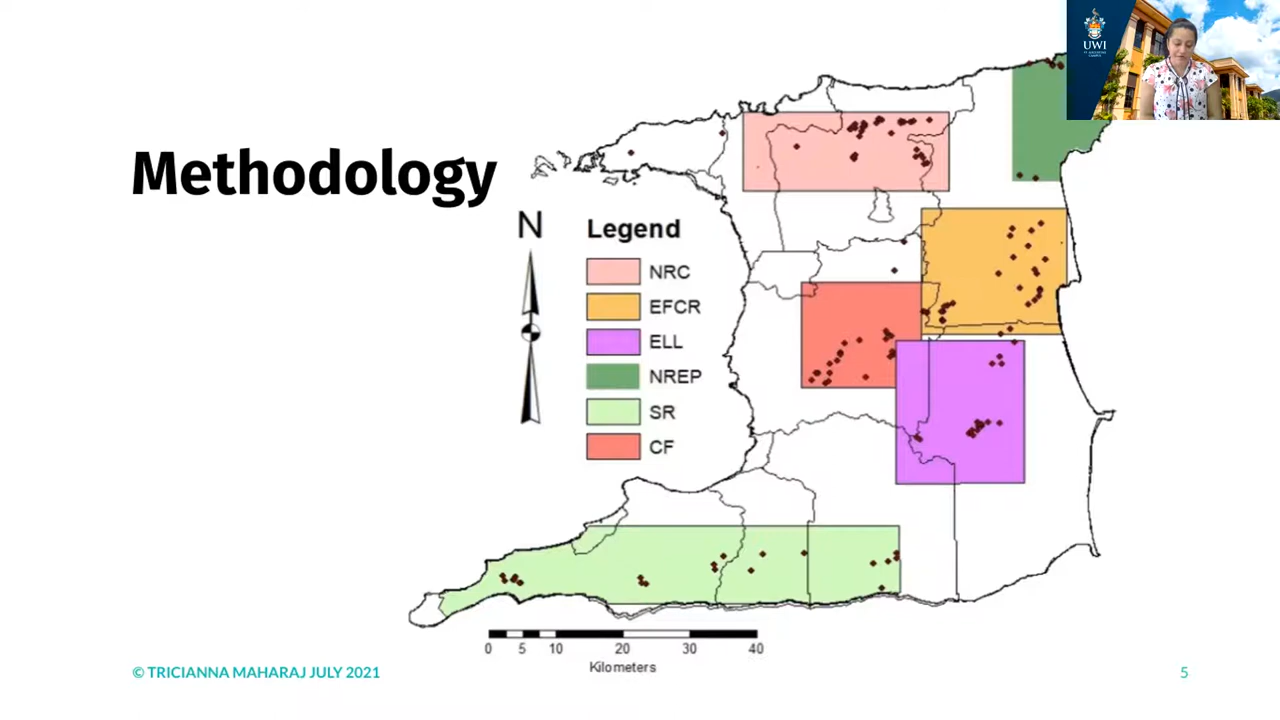 UWI
Methodology
N
Legend
NRC
EFCR
ELL
NREP
SR
CF
0 5 10 20 30 40
Kilometers
© TRICIANNA MAHARAJ JULY 2021
5